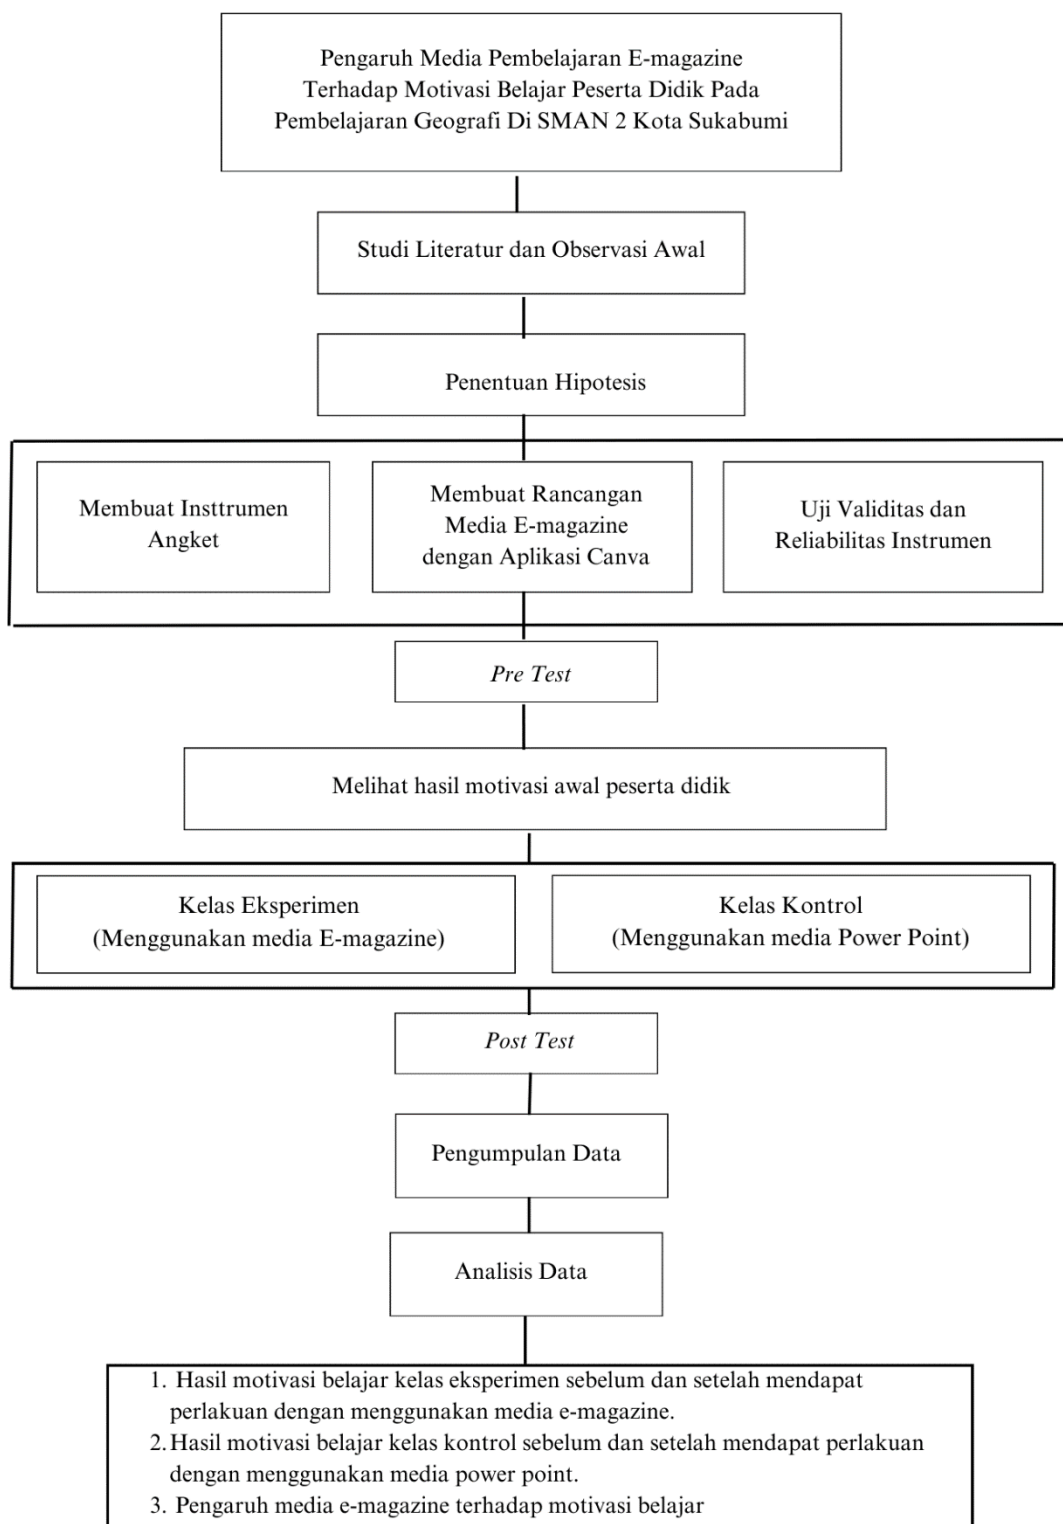 Pengaruh Media Pembelajaran E-magazine
Terhadap Motivasi Belajar Peserta Didik Pada
Pembelajaran Geografi Di SMAN 2 Kota Sukabumi
Studi Literatur dan Observasi Awal
Penentuan Hipotesis
Membuat Insttrumen
Angket
Membuat Rancangan
Media E-magazine
dengan Aplikasi Canva
Uji Validitas dan
Reliabilitas Instrumen
Pre Test
Melihat hasil motivasi awal peserta didik
Kelas Eksperimen
(Menggunakan media E-magazine)
Kelas Kontrol
(Menggunakan media Power Point)
Post Test
Pengumpulan Data
Analisis Data
1. Hasil motivasi belajar kelas eksperimen sebelum dan setelah mendapat
perlakuan dengan menggunakan media e-magazine.
2. Hasil motivasi belajar kelas kontrol sebelum dan setelah mendapat perlakuan
dengan menggunakan media power point.
3. Pengaruh media e-magazine terhadap motivasi belajar